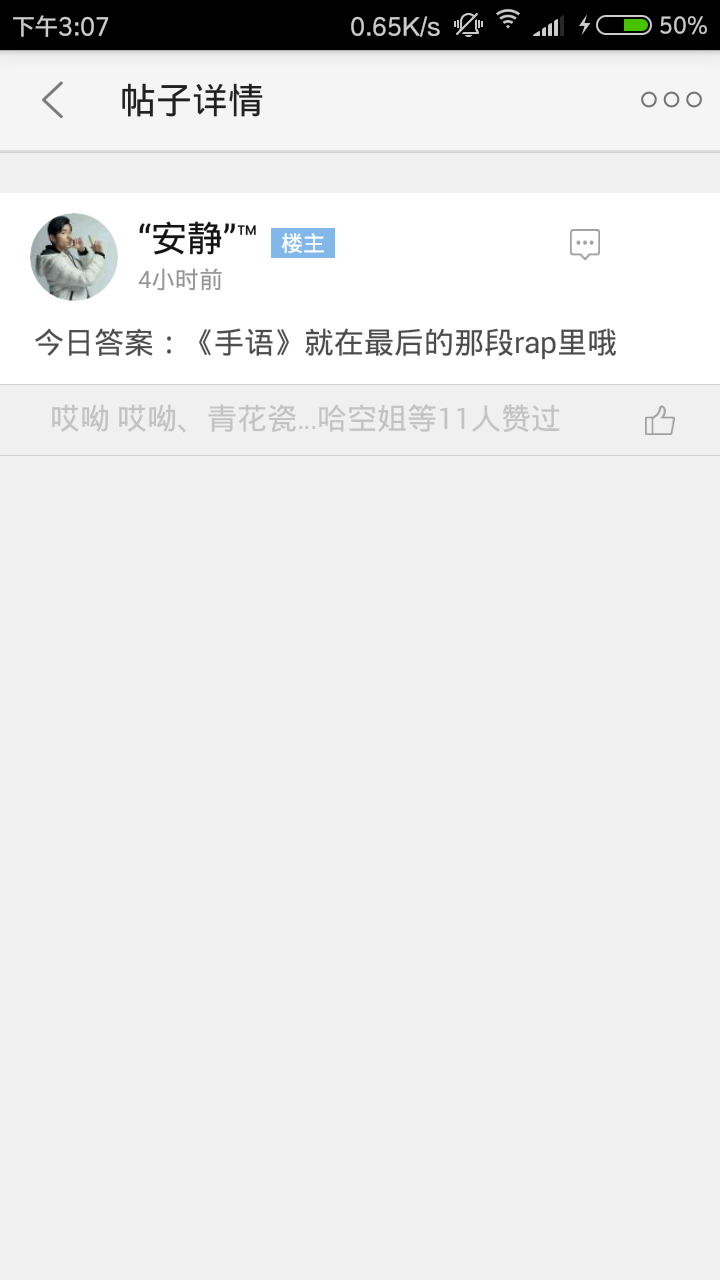 下午3:07 0.65K/s 50%
帖子详情
“安静”™ 楼主
4小时前
今日答案：《手语》就在最后的那段rap里哦
哎呦 哎呦、青花瓷...哈空姐等11人赞过